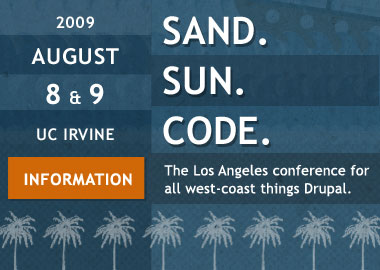 2009
AUGUST
8 & 9
UC IRVINE
INFORMATION
SAND.
SUN.
CODE.
The Los Angeles conference for
all west-coast things Drupal.